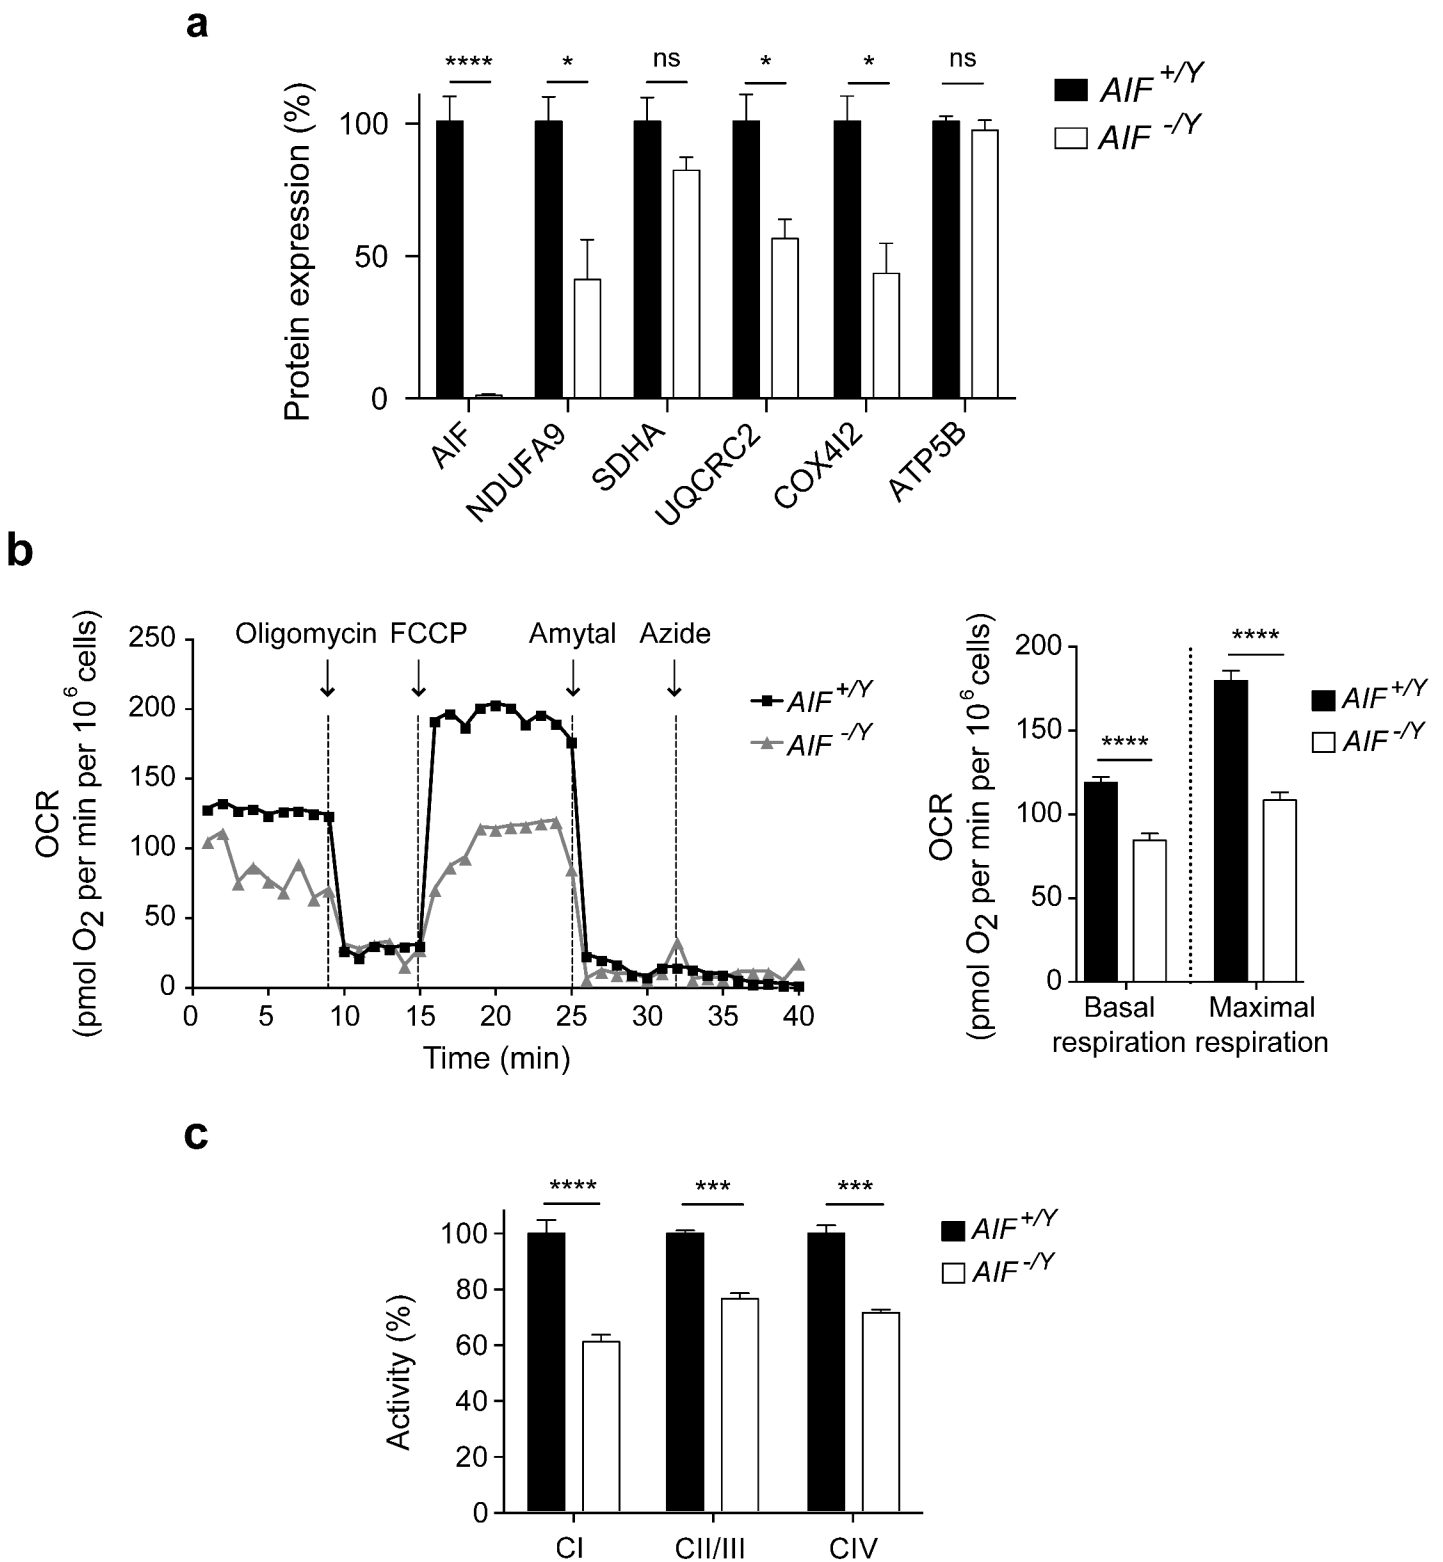 a
**** * ns * * ns
AIF +/Y
AIF -/Y
Protein expression (%)
100
50
0
AIF
NDUFA9
SDHA
UQCRC2
COX4I2
ATP5B
b
OCR
(pmol O2 per min per 10^6 cells)
250
200
150
100
50
0
Oligomycin FCCP Amytal Azide
AIF +/Y
AIF -/Y
0 5 10 15 20 25 30 35 40
Time (min)
OCR
(pmol O2 per min per 10^6 cells)
200
150
100
50
0
****
****
AIF +/Y
AIF -/Y
Basal Maximal
respiration respiration
c
**** *** ***
AIF +/Y
AIF -/Y
Activity (%)
100
80
60
40
20
0
CI CII/III CIV